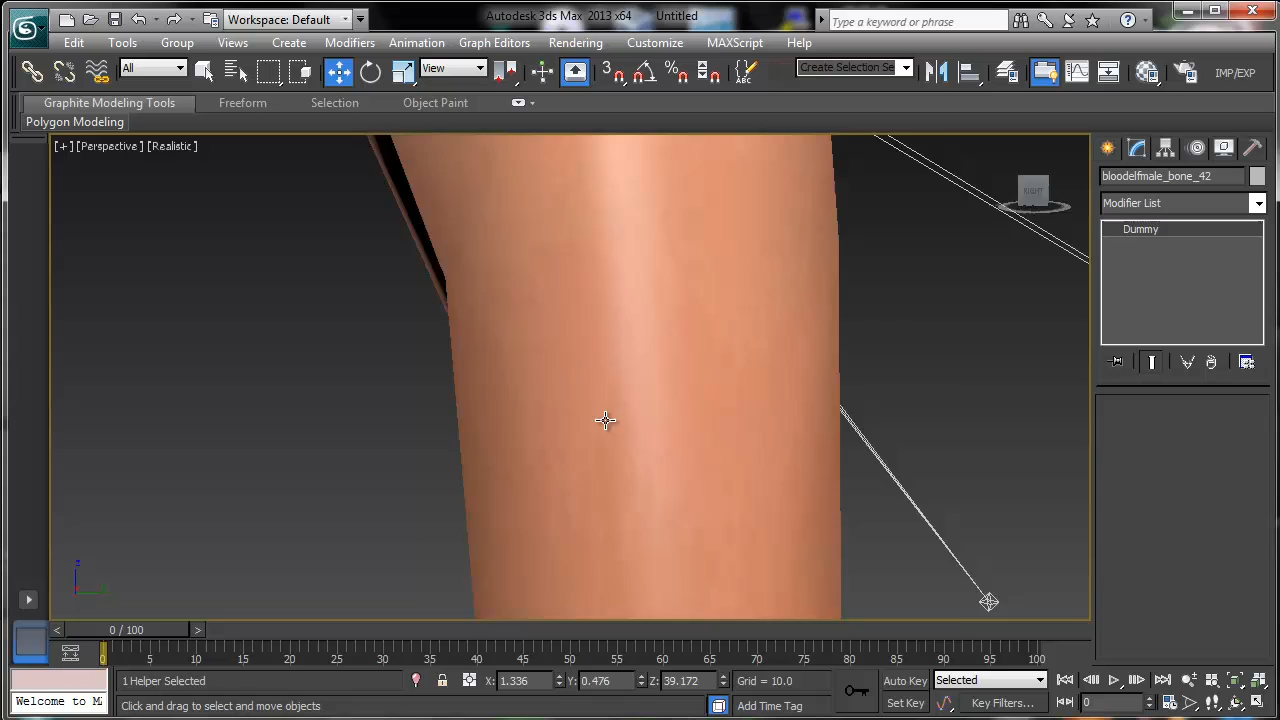 Workspace: Default
Autodesk 3ds Max 2013 x64 Untitled
Type a keyword or phrase
Edit Tools Group Views Create Modifiers Animation Graph Editors Rendering Customize MAXScript Help
All
View
3
ABC
Create Selection Se
IMP/EXP
Graphite Modeling Tools Freeform Selection Object Paint
Polygon Modeling
[+] [Perspective] [Realistic]
RIGHT
bloodelfmale_bone_42
Modifier List
Dummy
0 / 100
0 5 10 15 20 25 30 35 40 45 50 55 60 65 70 75 80 85 90 95 100
1 Helper Selected
X: 1.336 Y: 0.476 Z: 39.172 Grid = 10.0
Auto Key Selected
Welcome to M
Click and drag to select and move objects
Add Time Tag
Set Key Key Filters... 0